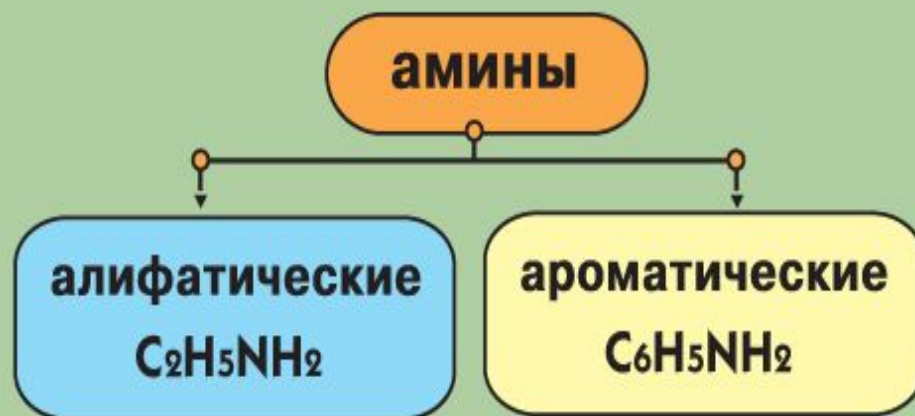 амины
алифатические
C₂H₅NH₂
ароматические
C₆H₅NH₂